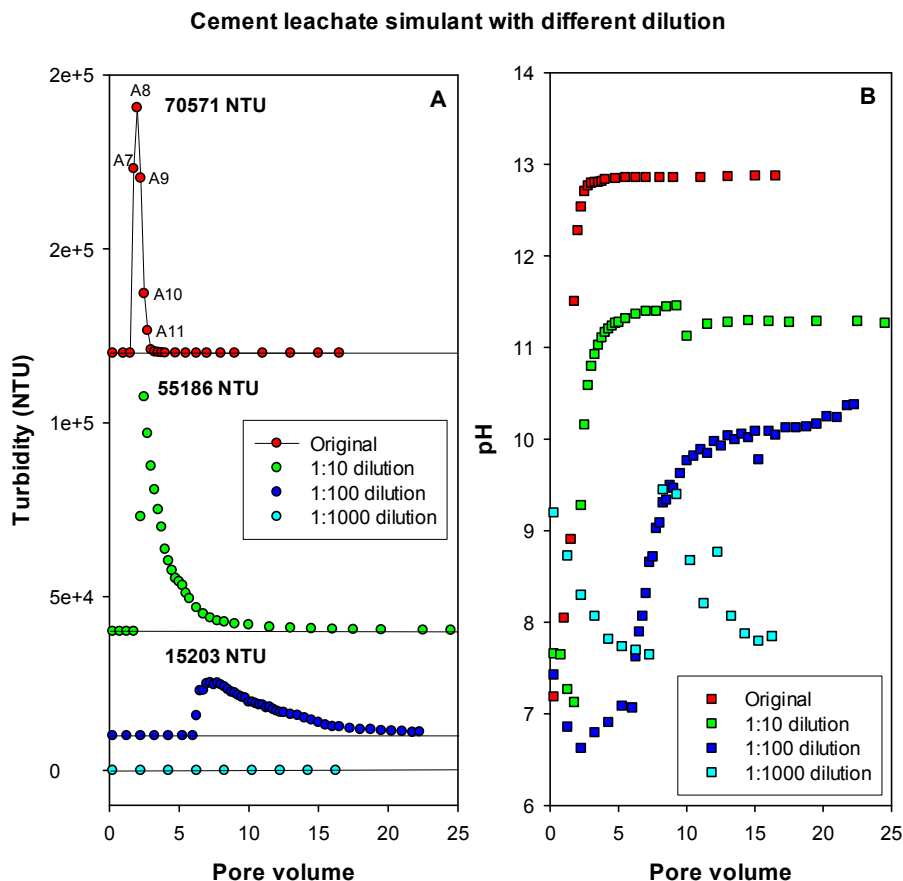 Cement leachate simulant with different dilution
A
A8
70571 NTU
A7
A9
A10
A11
55186 NTU
Original
1:10 dilution
1:100 dilution
1:1000 dilution
15203 NTU
2e+5
2e+5
1e+5
5e+4
0
Turbidity (NTU)
0 5 10 15 20 25
Pore volume
B
14
13
12
11
10
9
8
7
6
pH
Original
1:10 dilution
1:100 dilution
1:1000 dilution
0 5 10 15 20 25
Pore volume